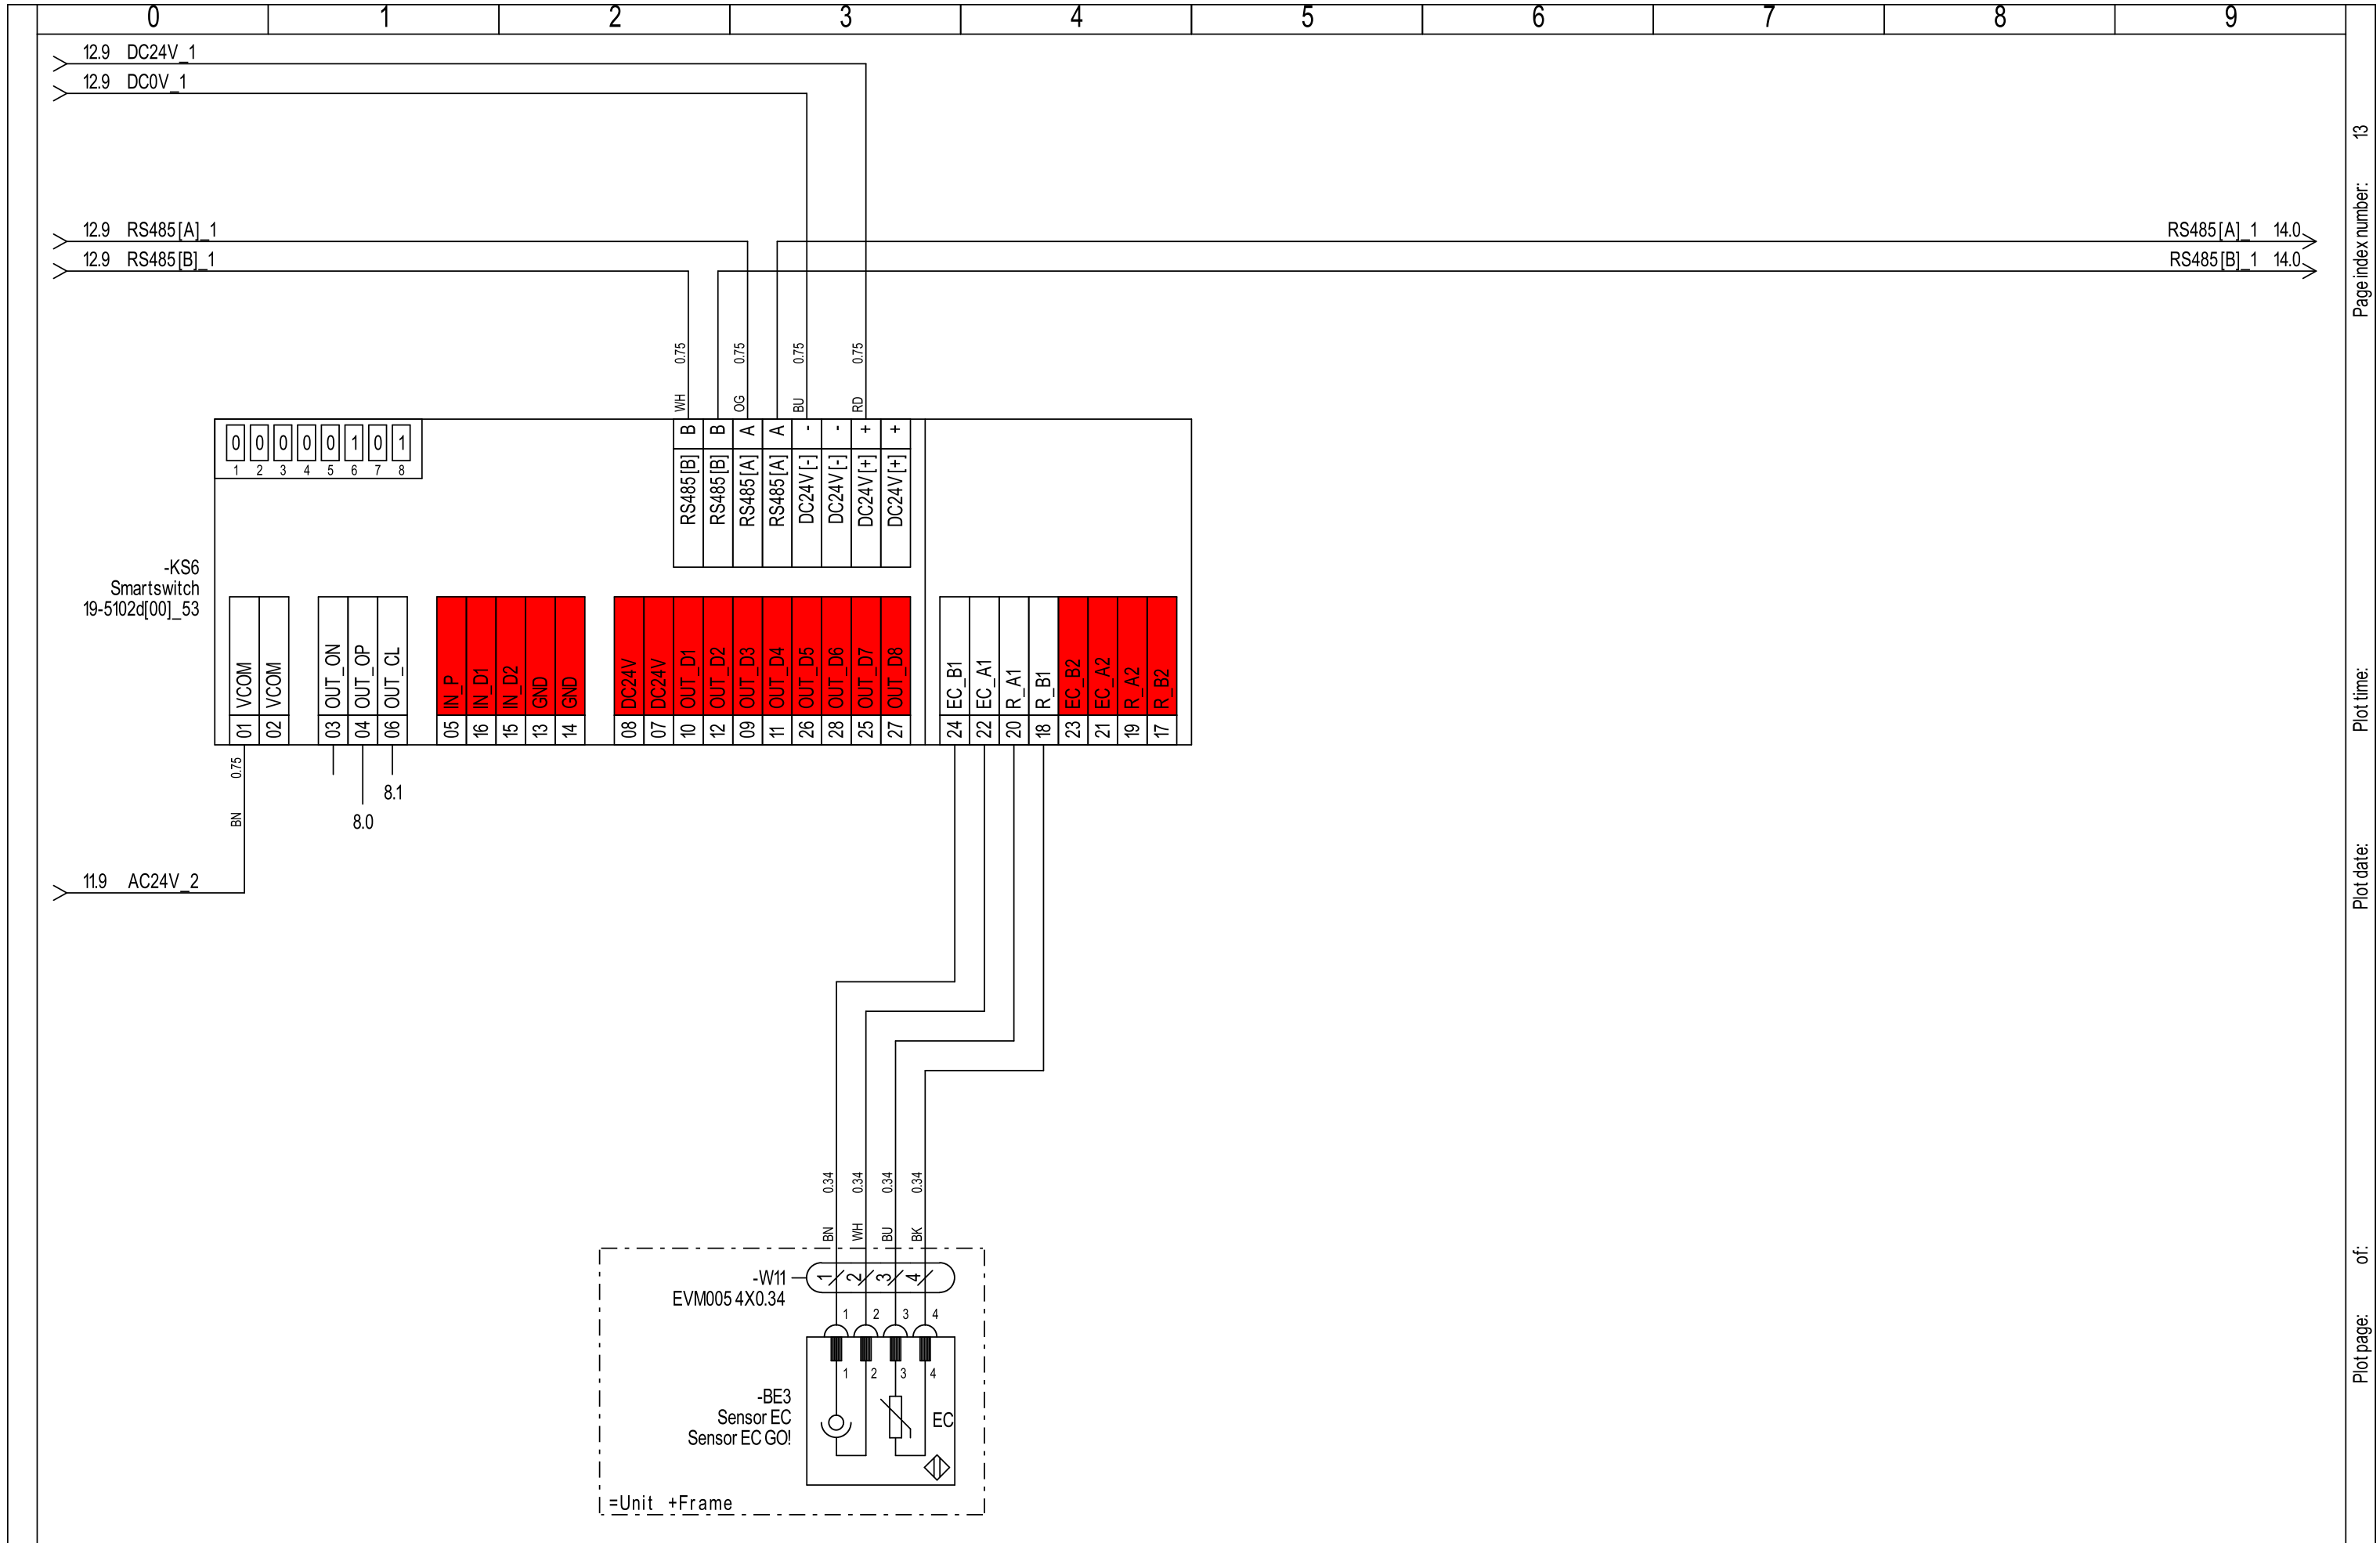 0 1 2 3 4 5 6 7 8 9
12.9 DC24V_1
12.9 DC0V_1
12.9 RS485[A]_1
RS485[A]_1 14.0
12.9 RS485[B]_1
RS485[B]_1 14.0
WH 0.75
OG 0.75
BU 0.75
RD 0.75
0 0 0 0 0 1 0 1
1 2 3 4 5 6 7 8
B RS485[B]
B RS485[B]
A RS485[A]
A RS485[A]
- DC24V[-]
- DC24V[-]
+ DC24V[+]
+ DC24V[+]
-KS6
Smartswitch
19-5102d[00]_53
01 VCOM
02 VCOM
03 OUT_ON
04 OUT_OP
06 OUT_CL
05 IN_P
16 IN_D1
15 IN_D2
13 GND
14 GND
08 DC24V
07 DC24V
10 OUT_D1
12 OUT_D2
09 OUT_D3
11 OUT_D4
26 OUT_D5
28 OUT_D6
25 OUT_D7
27 OUT_D8
24 EC_B1
22 EC_A1
20 R_A1
18 R_B1
23 EC_B2
21 EC_A2
19 R_A2
17 R_B2
BN 0.75
8.1
8.0
11.9 AC24V_2
BN 0.34
WH 0.34
BU 0.34
BK 0.34
-W11
EVM005 4X0.34
1 2 3 4
1 2 3 4
1 2 3 4
-BE3
Sensor EC
Sensor EC GO!
EC
=Unit +Frame
Page index number: 13
Plot time:
Plot date:
Plot page: of: